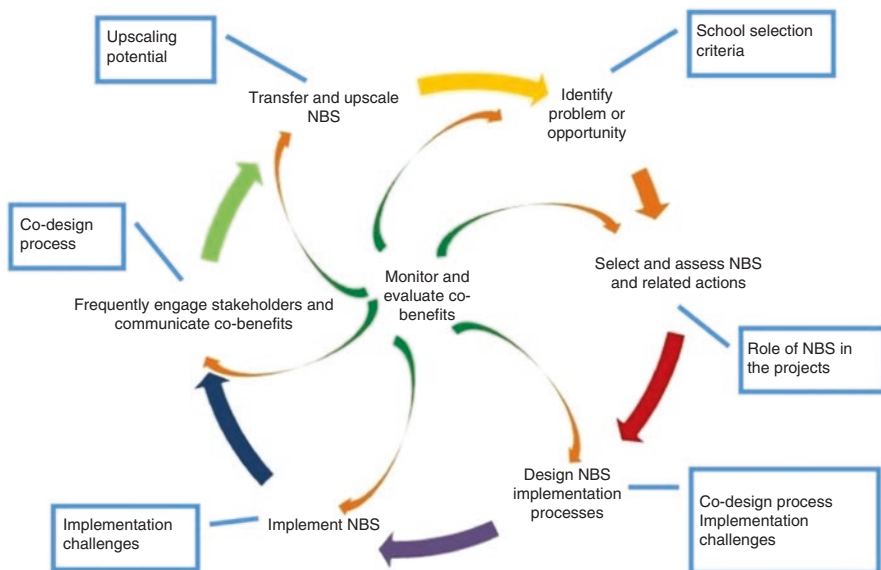 Upscaling
potential
School selection
criteria
Transfer and upscale
NBS
Identify
problem or
opportunity
Co-design
process
Monitor and
evaluate co-
benefits
Select and assess NBS
and related actions
Frequently engage stakeholders and
communicate co-benefits
Role of NBS in
the projects
Design NBS
implementation
processes
Co-design process
Implementation
challenges
Implementation
challenges
Implement NBS